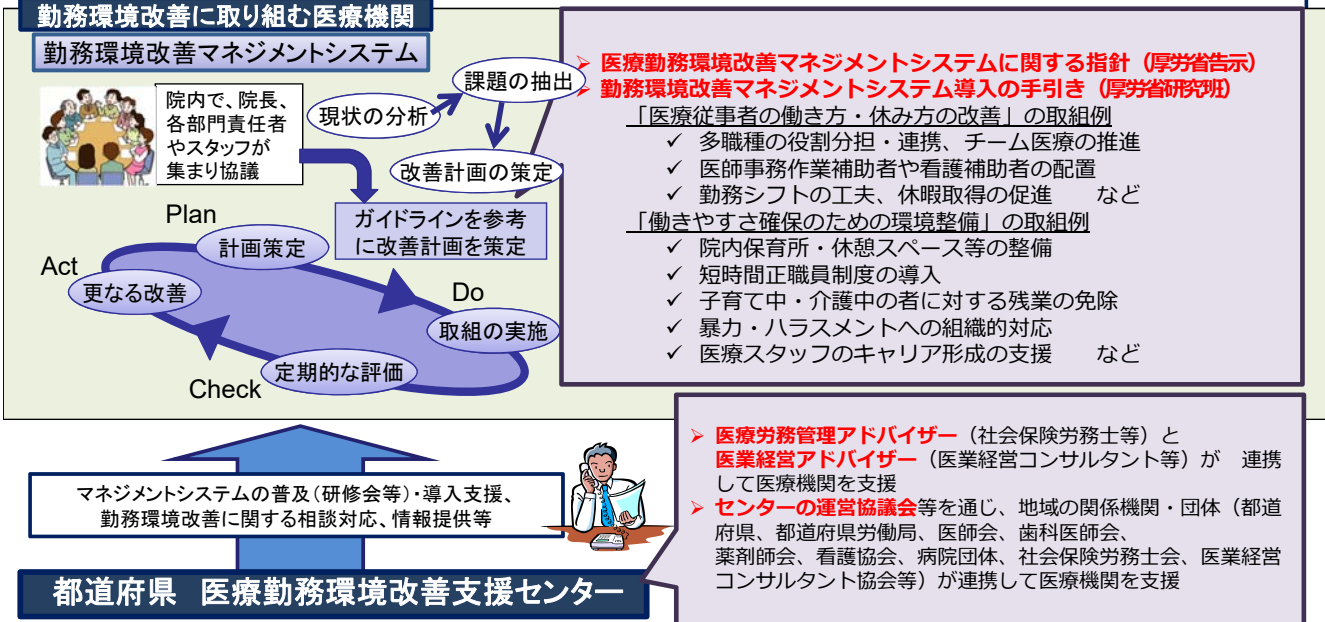 勤務環境改善に取り組む医療機関
勤務環境改善マネジメントシステム
院内で、院長、
各部門責任者
やスタッフが
集まり協議
現状の分析
課題の抽出
改善計画の策定
ガイドラインを参考
に改善計画を策定
Plan
計画策定
Act
更なる改善
Do
取組の実施
定期的な評価
Check
➢ 医療勤務環境改善マネジメントシステムに関する指針（厚労省告示）
➢ 勤務環境改善マネジメントシステム導入の手引き（厚労省研究班）
「医療従事者の働き方・休み方の改善」の取組例
✓ 多職種の役割分担・連携、チーム医療の推進
✓ 医師事務作業補助者や看護補助者の配置
✓ 勤務シフトの工夫、休暇取得の促進　　など
「働きやすさ確保のための環境整備」の取組例
✓ 院内保育所・休憩スペース等の整備
✓ 短時間正職員制度の導入
✓ 子育て中・介護中の者に対する残業の免除
✓ 暴力・ハラスメントへの組織的対応
✓ 医療スタッフのキャリア形成の支援　　など
マネジメントシステムの普及（研修会等）・導入支援、
勤務環境改善に関する相談対応、情報提供等
都道府県　医療勤務環境改善支援センター
➢ 医療労務管理アドバイザー（社会保険労務士等）と
医業経営アドバイザー（医業経営コンサルタント等）が　連携
して医療機関を支援
➢ センターの運営協議会等を通じ、地域の関係機関・団体（都道
府県、都道府県労働局、医師会、歯科医師会、
薬剤師会、看護協会、病院団体、社会保険労務士会、医業経営
コンサルタント協会等）が連携して医療機関を支援